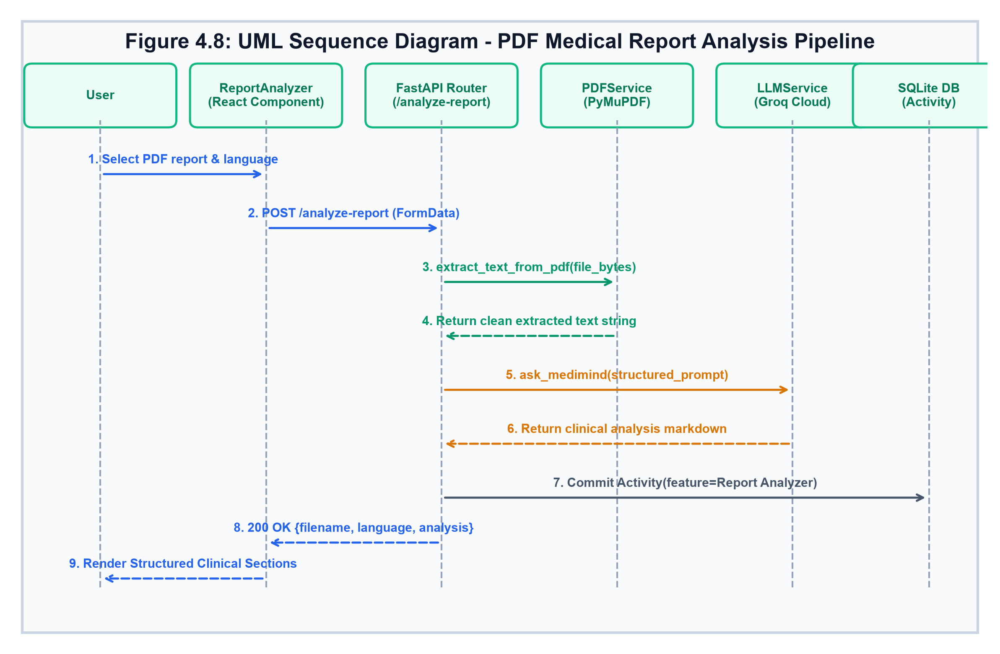 Figure 4.8: UML Sequence Diagram - PDF Medical Report Analysis Pipeline
User
ReportAnalyzer
(React Component)
FastAPI Router
(/analyze-report)
PDFService
(PyMuPDF)
LLMService
(Groq Cloud)
SQLite DB
(Activity)
1. Select PDF report & language
2. POST /analyze-report (FormData)
3. extract_text_from_pdf(file_bytes)
4. Return clean extracted text string
5. ask_medimind(structured_prompt)
6. Return clinical analysis markdown
7. Commit Activity(feature=Report Analyzer)
8. 200 OK {filename, language, analysis}
9. Render Structured Clinical Sections